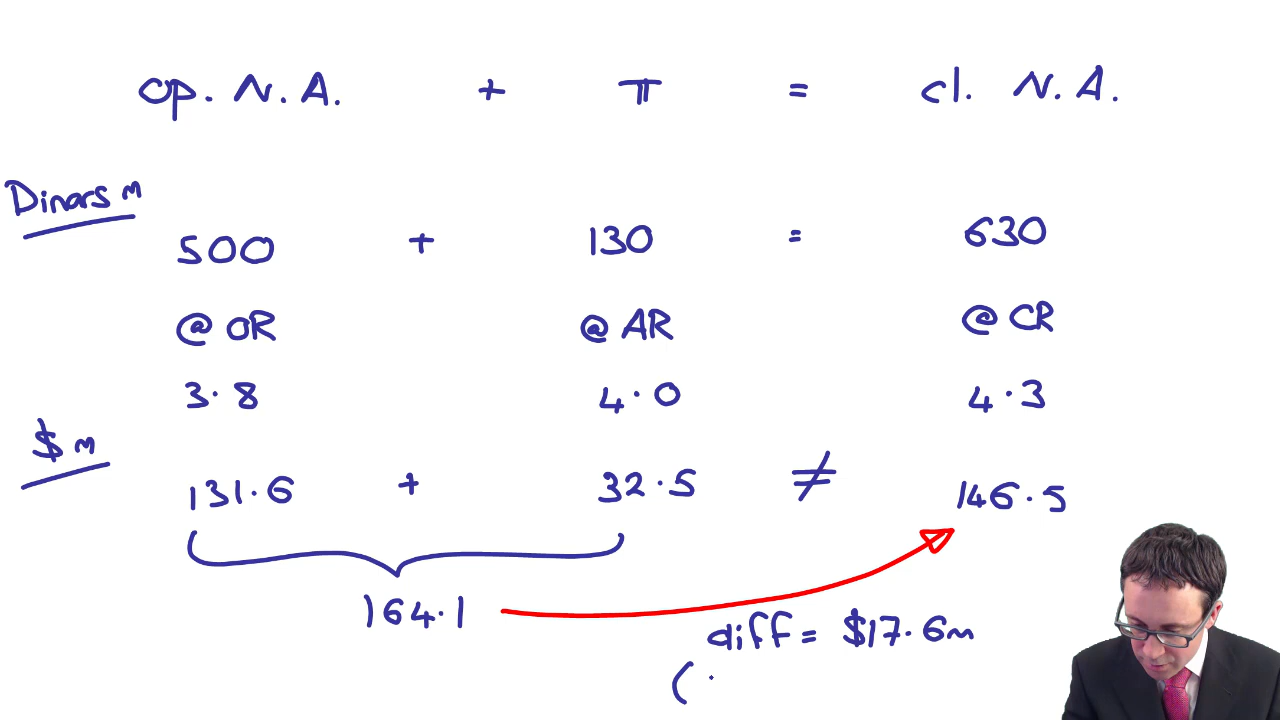 op. N.A. + π = cl. N.A.
Dinars m
500 + 130 = 630
@ OR @ AR @ CR
3.8 4.0 4.3
$m
131.6 + 32.5 ≠ 146.5
164.1
diff = $17.6m
(